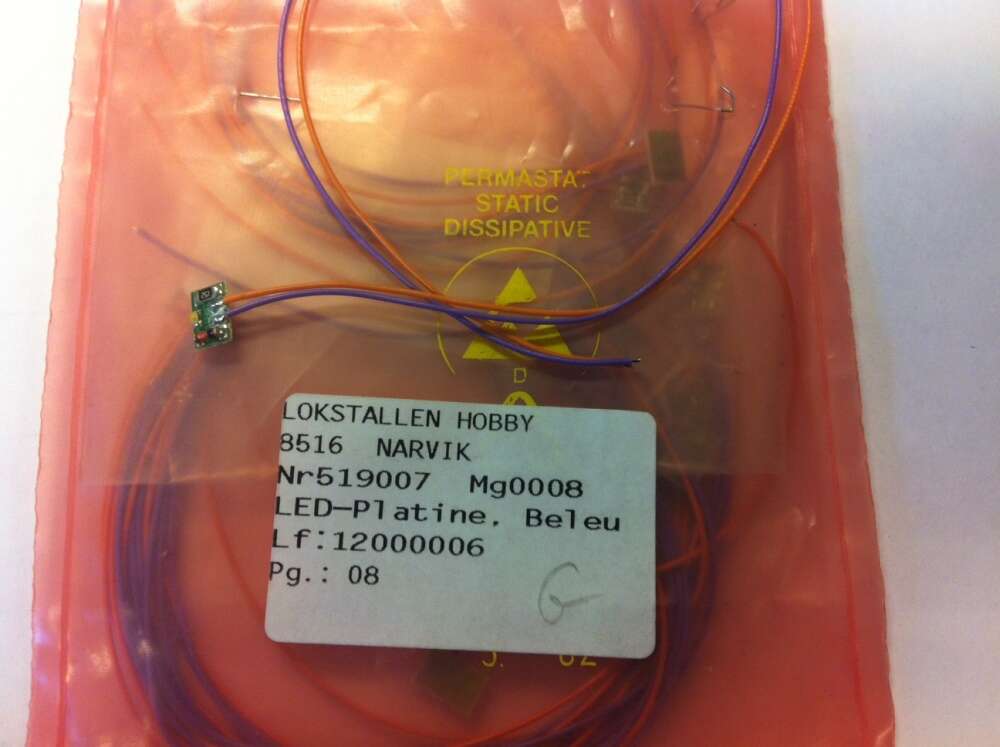 PERMASTAT
STATIC
DISSIPATIVE
D
LOKSTALLEN HOBBY
8516 NARVIK
Nr519007 Mg0008
LED-Platine, Beleu
Lf:12000006
Pg.: 08
G